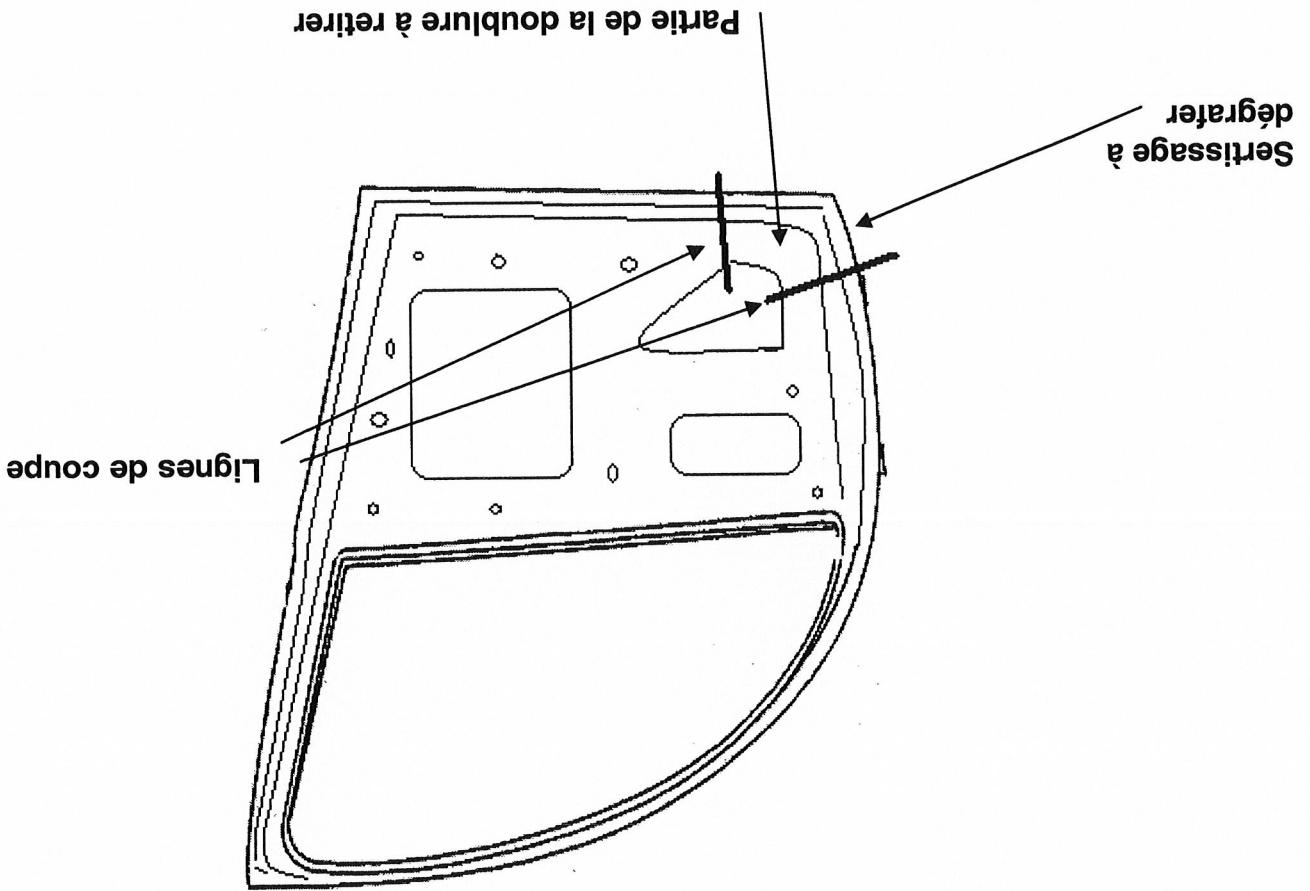 Lignes de coupe
Sertissage à
dégrafer
Partie de la doublure à retirer